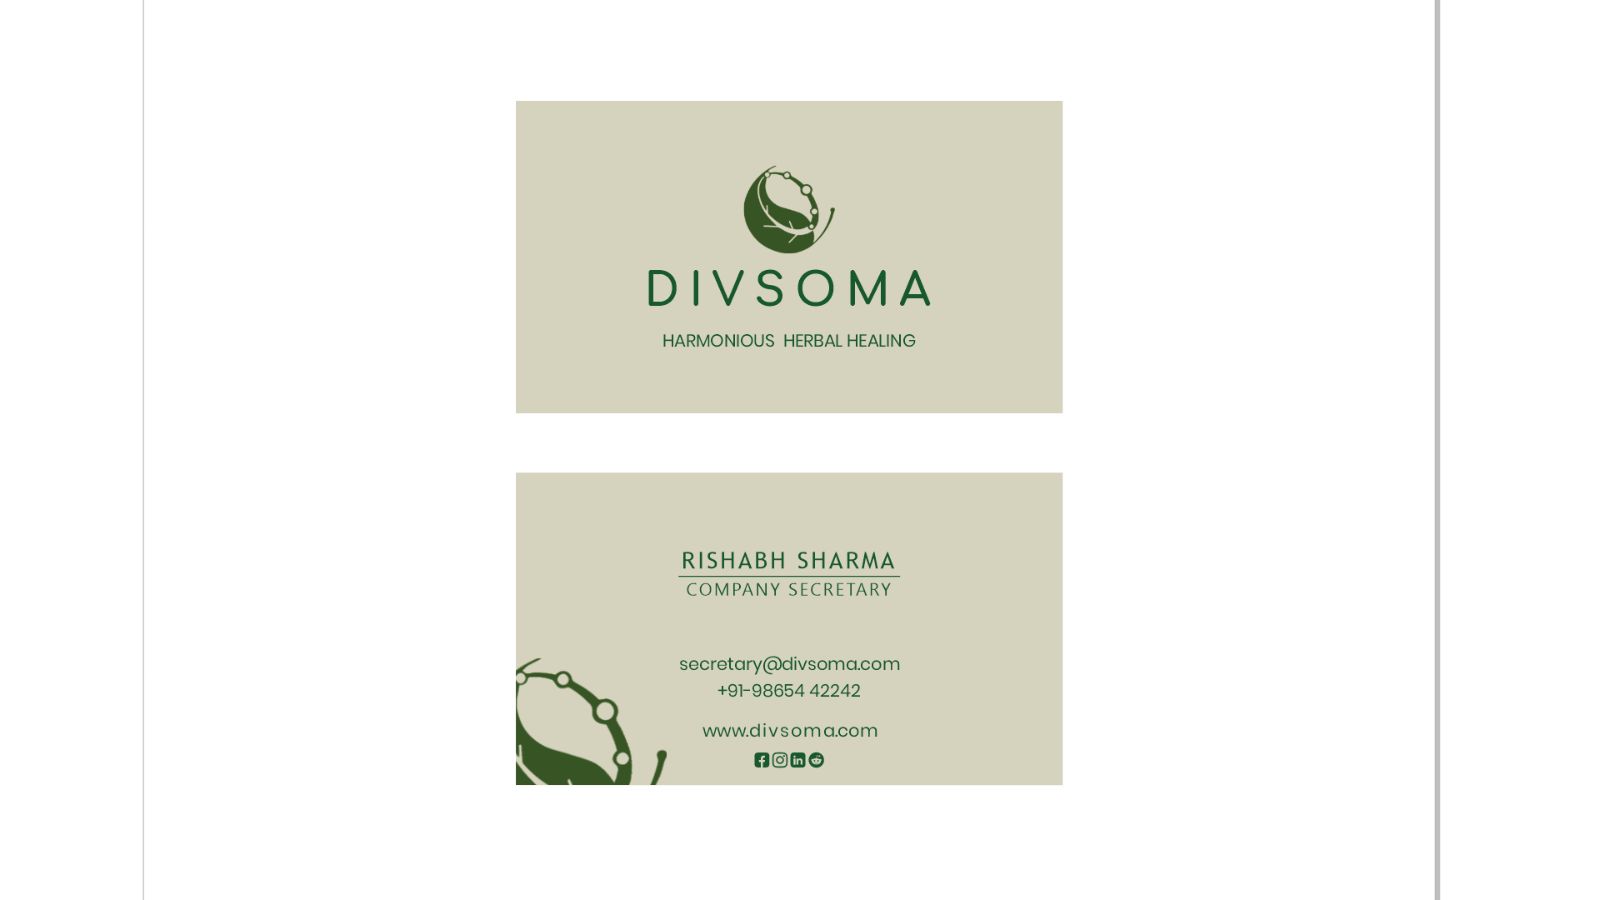 DIVSOMA
HARMONIOUS HERBAL HEALING
RISHABH SHARMA
COMPANY SECRETARY
secretary@divsoma.com
+91-98654 42242
www.divsoma.com